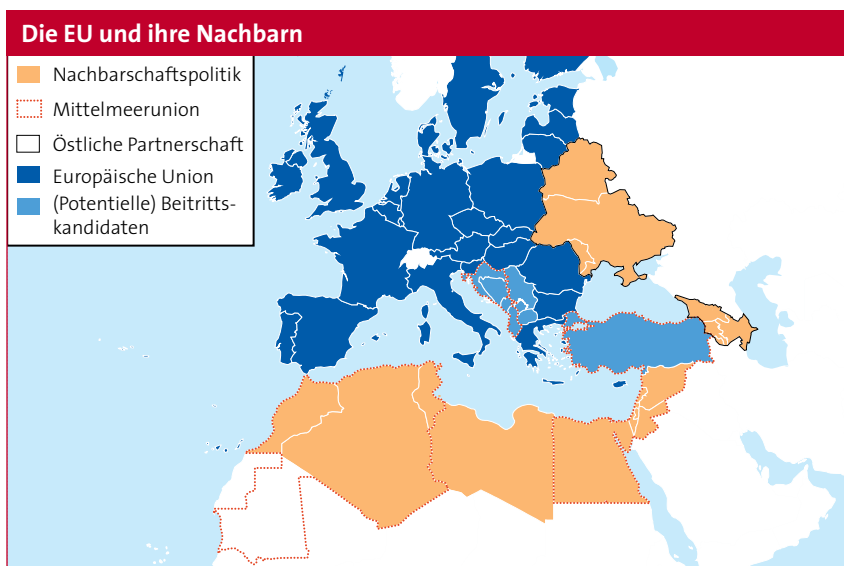 Die EU und ihre Nachbarn
Nachbarschaftspolitik
Mittelmeerunion
Östliche Partnerschaft
Europäische Union
(Potentielle) Beitritts-
kandidaten